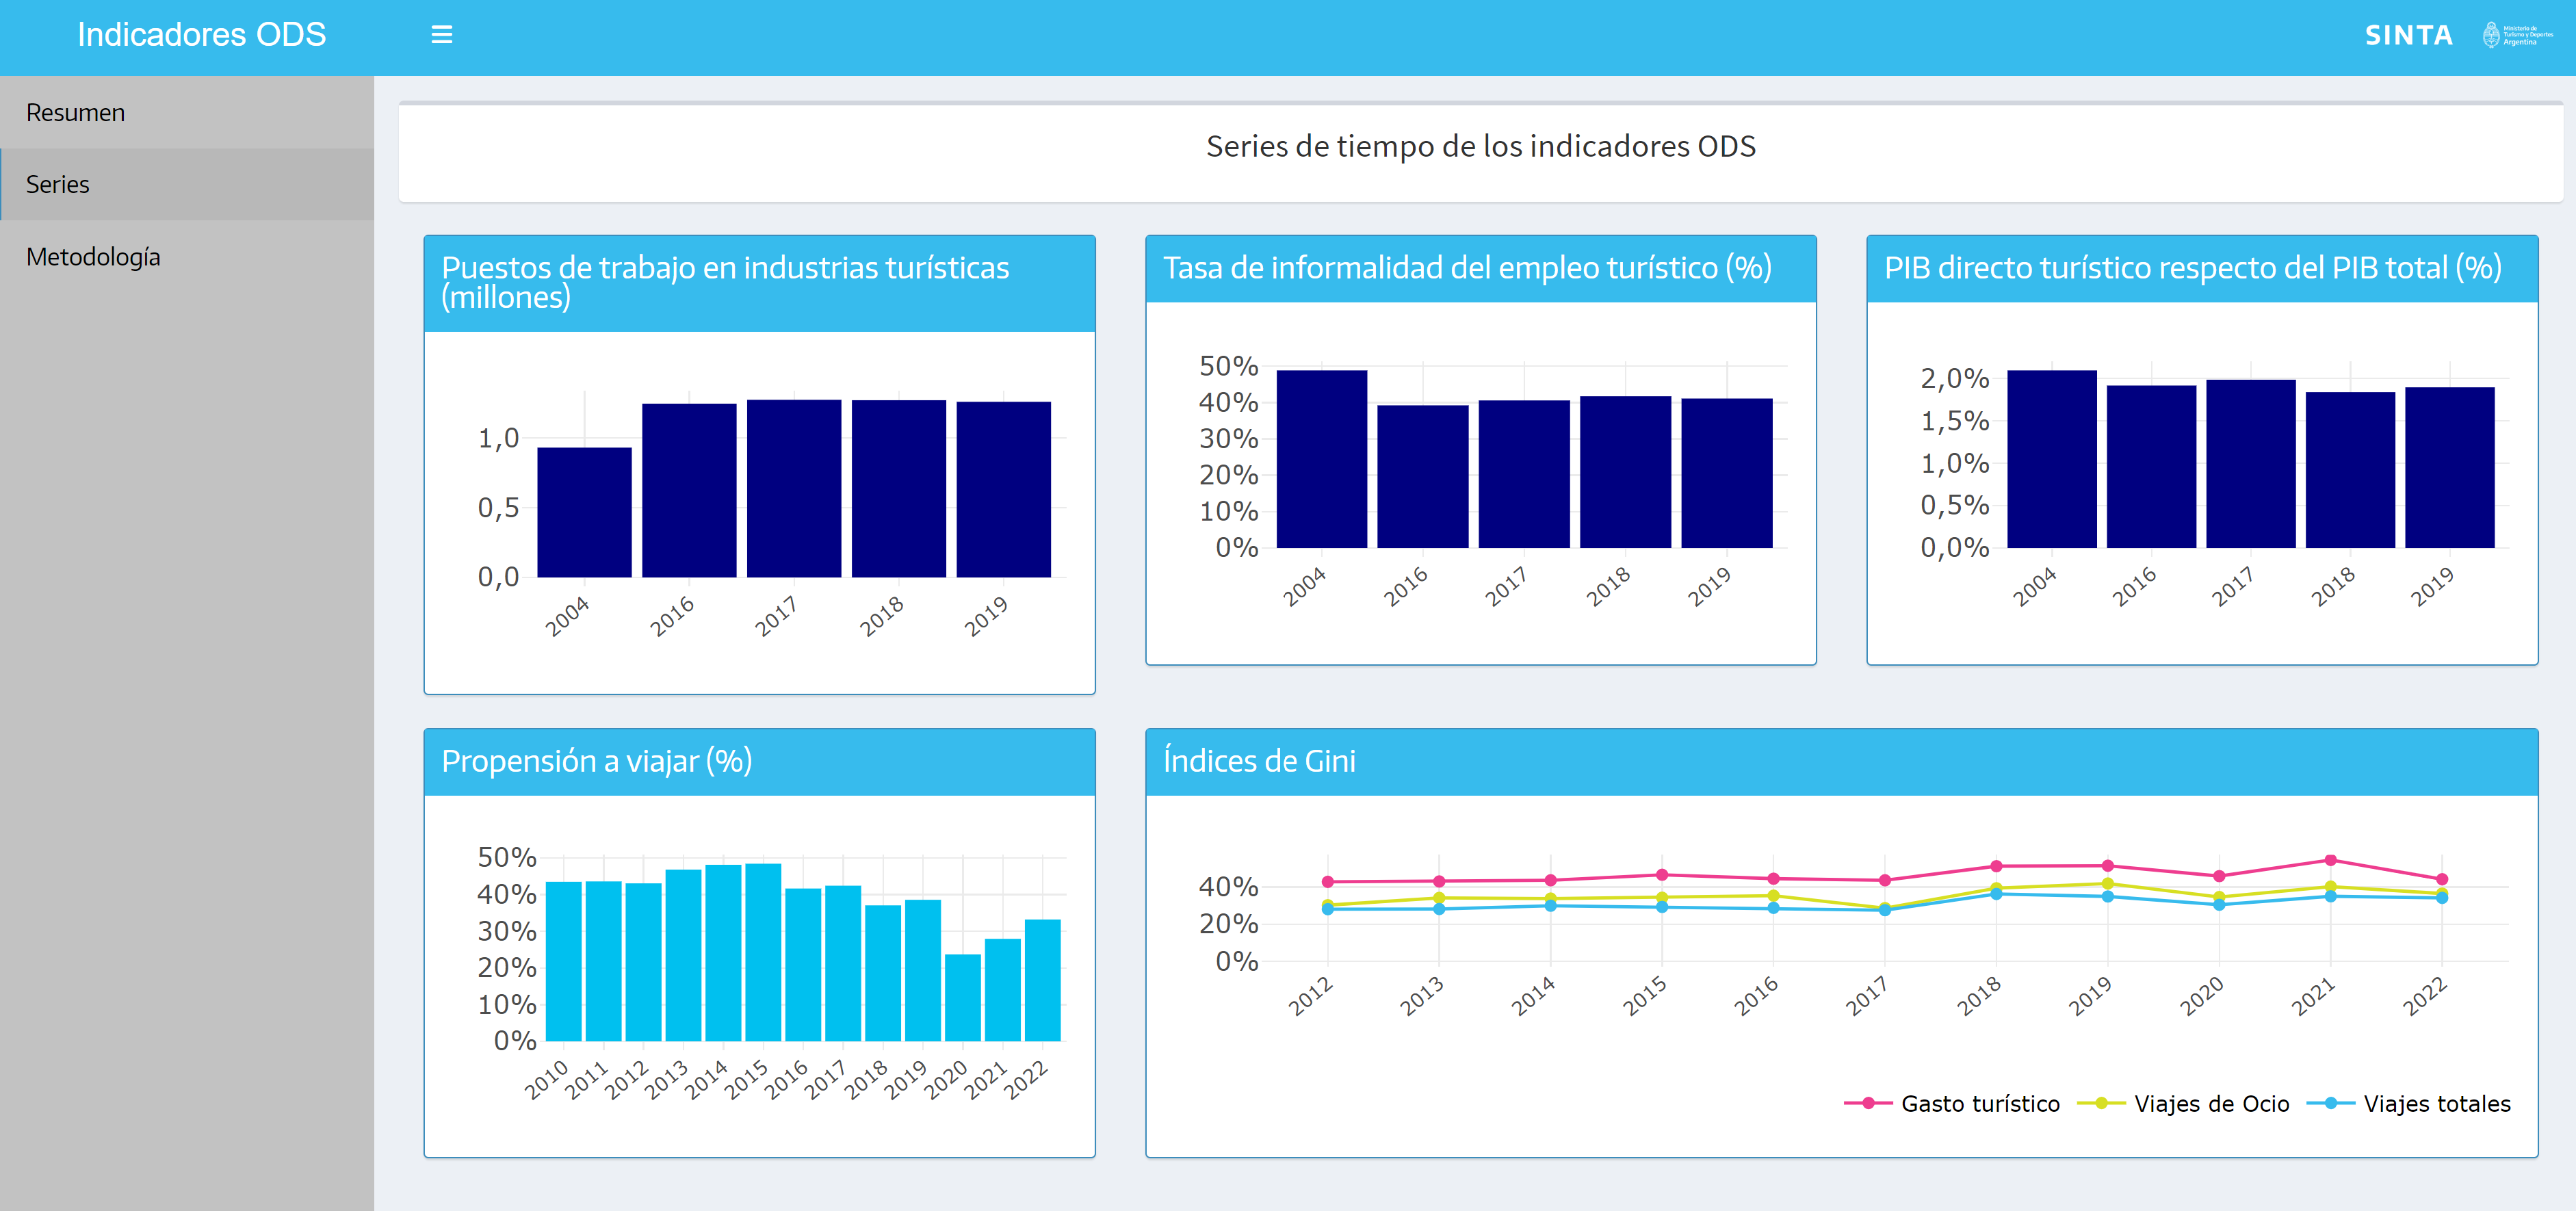 Indicadores ODS
SINTA
Ministerio de
Turismo y Deportes
Argentina
Resumen
Series
Metodología
Series de tiempo de los indicadores ODS
Puestos de trabajo en industrias turísticas
(millones)
1,0
0,5
0,0
2004 2016 2017 2018 2019
Tasa de informalidad del empleo turístico (%)
50%
40%
30%
20%
10%
0%
2004 2016 2017 2018 2019
PIB directo turístico respecto del PIB total (%)
2,0%
1,5%
1,0%
0,5%
0,0%
2004 2016 2017 2018 2019
Propensión a viajar (%)
50%
40%
30%
20%
10%
0%
2010 2011 2012 2013 2014 2015 2016 2017 2018 2019 2020 2021 2022
Índices de Gini
40%
20%
0%
2012 2013 2014 2015 2016 2017 2018 2019 2020 2021 2022
Gasto turístico Viajes de Ocio Viajes totales